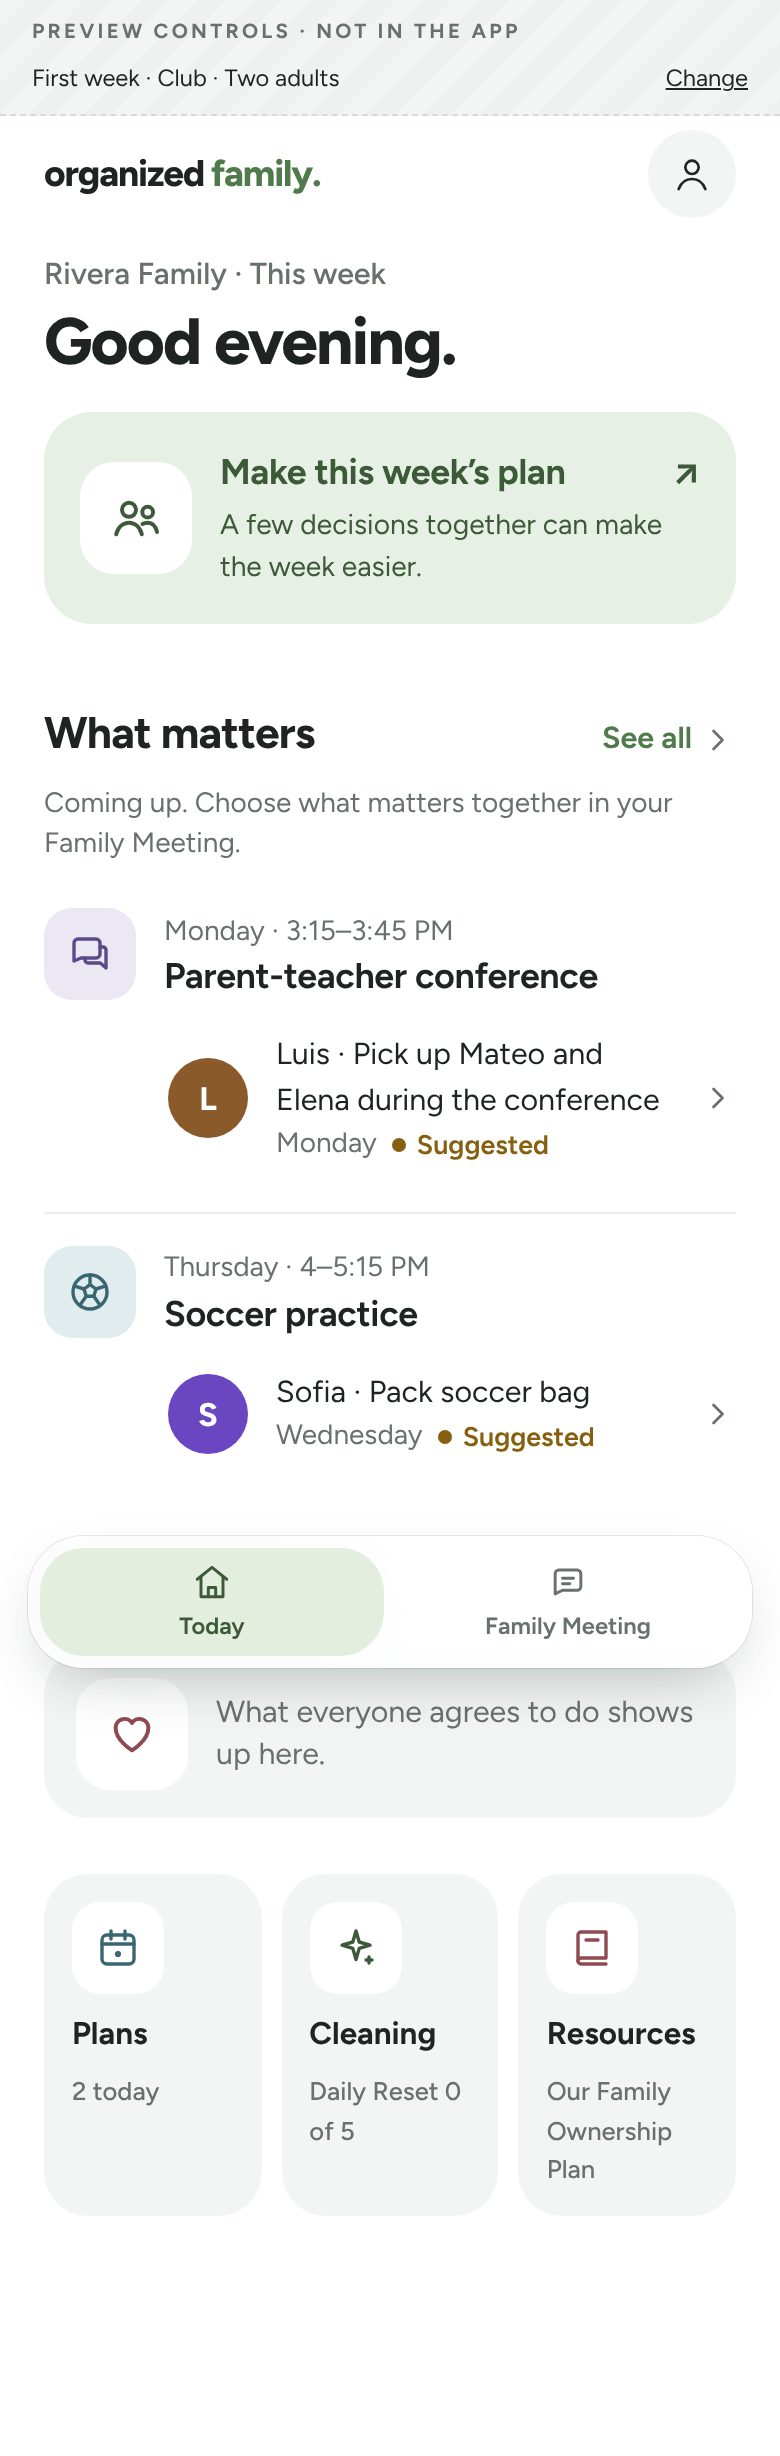 PREVIEW CONTROLS · NOT IN THE APP
First week · Club · Two adults
Change
organized family.
Rivera Family · This week
Good evening.
Make this week’s plan
A few decisions together can make
the week easier.
What matters
See all
Coming up. Choose what matters together in your
Family Meeting.
Monday · 3:15–3:45 PM
Parent-teacher conference
L
Luis · Pick up Mateo and
Elena during the conference
Monday
Suggested
Thursday · 4–5:15 PM
Soccer practice
S
Sofia · Pack soccer bag
Wednesday
Suggested
Today
Family Meeting
What everyone agrees to do shows
up here.
Plans
2 today
Cleaning
Daily Reset 0
of 5
Resources
Our Family
Ownership
Plan